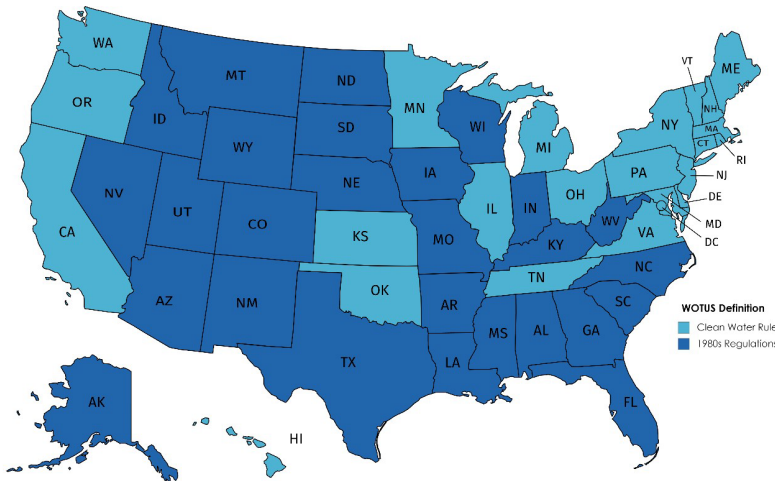 WA
MT
ND
MN
VT
ME
OR
ID
SD
WI
NY
NH
MA
CT
RI
WY
MI
PA
NJ
NV
NE
IA
IL
IN
OH
DE
MD
DC
CA
UT
CO
KS
MO
KY
WV
VA
AZ
NM
OK
AR
TN
NC
SC
MS
AL
GA
TX
LA
FL
AK
HI
WOTUS Definition
Clean Water Rule
1980s Regulations